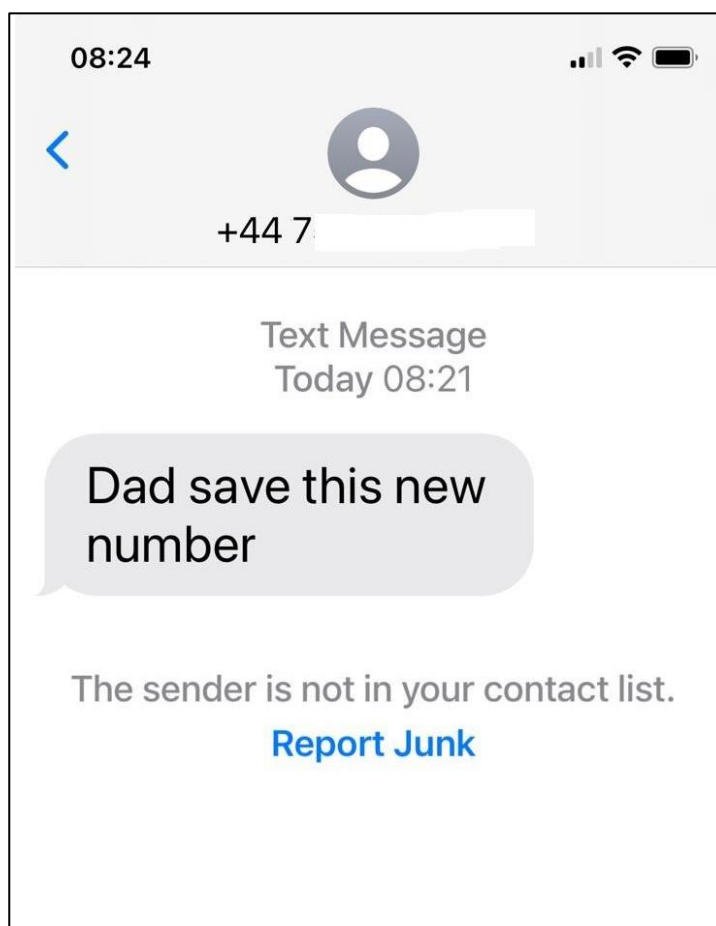 08:24
+44 7
Text Message
Today 08:21
Dad save this new
number
The sender is not in your contact list.
Report Junk